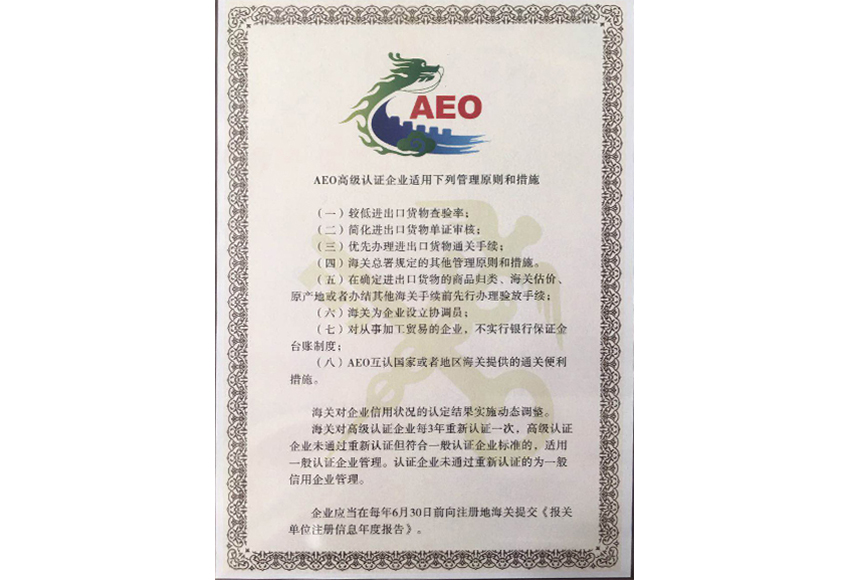 AEO
AEO高级认证企业适用下列管理原则和措施
（一）较低进出口货物查验率；
（二）简化进出口货物单证审核；
（三）优先办理进出口货物通关手续；
（四）海关总署规定的其他管理原则和措施。
（五）在确定进出口货物的商品归类、海关估价、
原产地或者办结其他海关手续前先行办理验放手续；
（六）海关为企业设立协调员；
（七）对从事加工贸易的企业，不实行银行保证金
台账制度；
（八）AEO互认国家或者地区海关提供的通关便利
措施。
海关对企业信用状况的认定结果实施动态调整。
海关对高级认证企业每3年重新认证一次，高级认证
企业未通过重新认证但符合一般认证企业标准的，适用
一般认证企业管理。认证企业未通过重新认证的为一般
信用企业管理。
企业应当在每年6月30日前向注册地海关提交《报关
单位注册信息年度报告》。